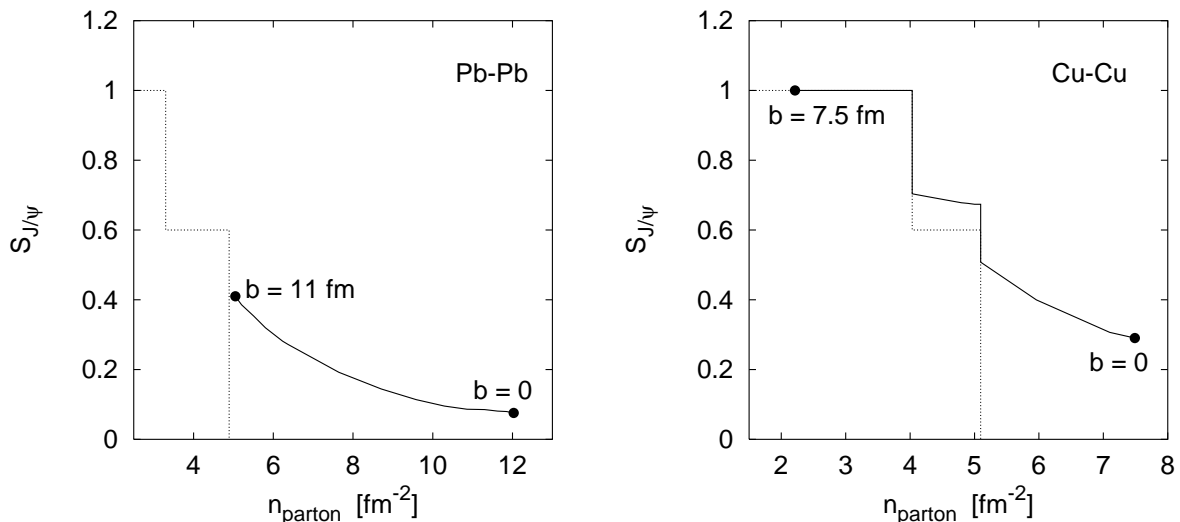 1.2
1
0.8
0.6
0.4
0.2
0
S_{J/ψ}
Pb-Pb
b = 11 fm
b = 0
4 6 8 10 12
n_{parton} [fm^{-2}]
1.2
1
0.8
0.6
0.4
0.2
0
S_{J/ψ}
Cu-Cu
b = 7.5 fm
b = 0
2 3 4 5 6 7 8
n_{parton} [fm^{-2}]